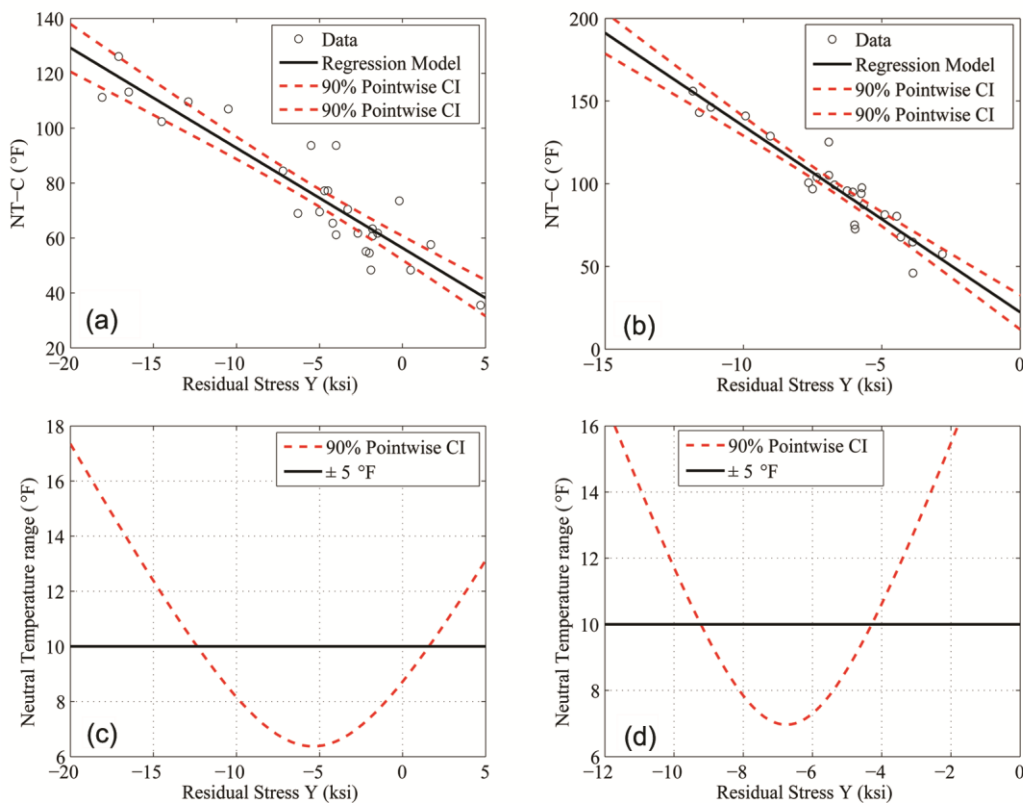 140
120
100
80
60
40
20
NT−C (°F)
Data
Regression Model
90% Pointwise CI
90% Pointwise CI
(a)
−20 −15 −10 −5 0 5
Residual Stress Y (ksi)
200
150
100
50
0
NT−C (°F)
Data
Regression Model
90% Pointwise CI
90% Pointwise CI
(b)
−15 −10 −5 0
Residual Stress Y (ksi)
18
16
14
12
10
8
6
Neutral Temperature range (°F)
90% Pointwise CI
± 5 °F
(c)
−20 −15 −10 −5 0 5
Residual Stress Y (ksi)
16
14
12
10
8
6
Neutral Temperature range (°F)
90% Pointwise CI
± 5 °F
(d)
−12 −10 −8 −6 −4 −2 0
Residual Stress Y (ksi)